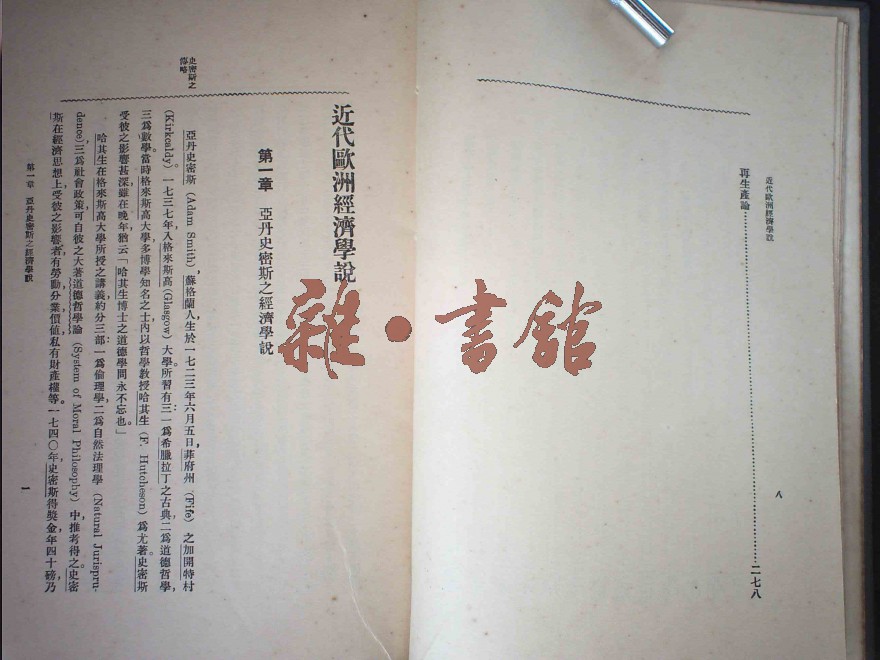 近代歐洲經濟學說
八
再生產論……………………………二七八
史密斯之
傳略
近代歐洲經濟學說
第一章 亞丹史密斯之經濟學說
亞丹史密斯(Adam Smith),蘇格蘭人,生於一七二三年六月五日,菲府州(Fife)之加開特村
(Kirkcaldy)。一七三七年,入格來斯高(Glasgow)大學。所習有三:一為希臘拉丁之古典,二為道德哲學,
三為數學。當時格來斯高大學,多博學知名之士,內以哲學教授哈其生(F. Hutcheson)為尤著。史密斯
受彼之影響甚深,雖在晚年,猶云「哈其生博士之道德學問,永不忘也。」
哈其生在格來斯高大學所授之講義,約分三部:一為倫理學,二為自然法理學(Natural Jurispru-
dence),三為社會政策。可自彼之大著道德哲學論(System of Moral Philosophy)中,推考得之。史密
斯在經濟思想上,受彼之影響者,有勞動分業,價值,私有財產權等。一七四〇年,史密斯得獎金年四十磅,乃
第一章 亞丹史密斯之經濟學說
一
雜·書館